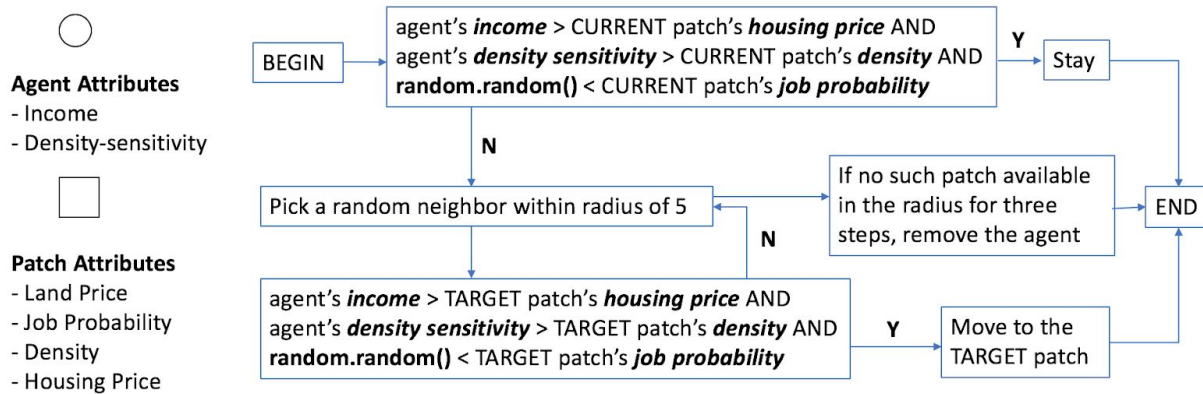 Agent Attributes
- Income
- Density-sensitivity
Patch Attributes
- Land Price
- Job Probability
- Density
- Housing Price
BEGIN
agent's income > CURRENT patch's housing price AND
agent's density sensitivity > CURRENT patch's density AND
random.random() < CURRENT patch's job probability
Y
Stay
N
Pick a random neighbor within radius of 5
If no such patch available
in the radius for three
steps, remove the agent
END
N
agent's income > TARGET patch's housing price AND
agent's density sensitivity > TARGET patch's density AND
random.random() < TARGET patch's job probability
Y
Move to the
TARGET patch